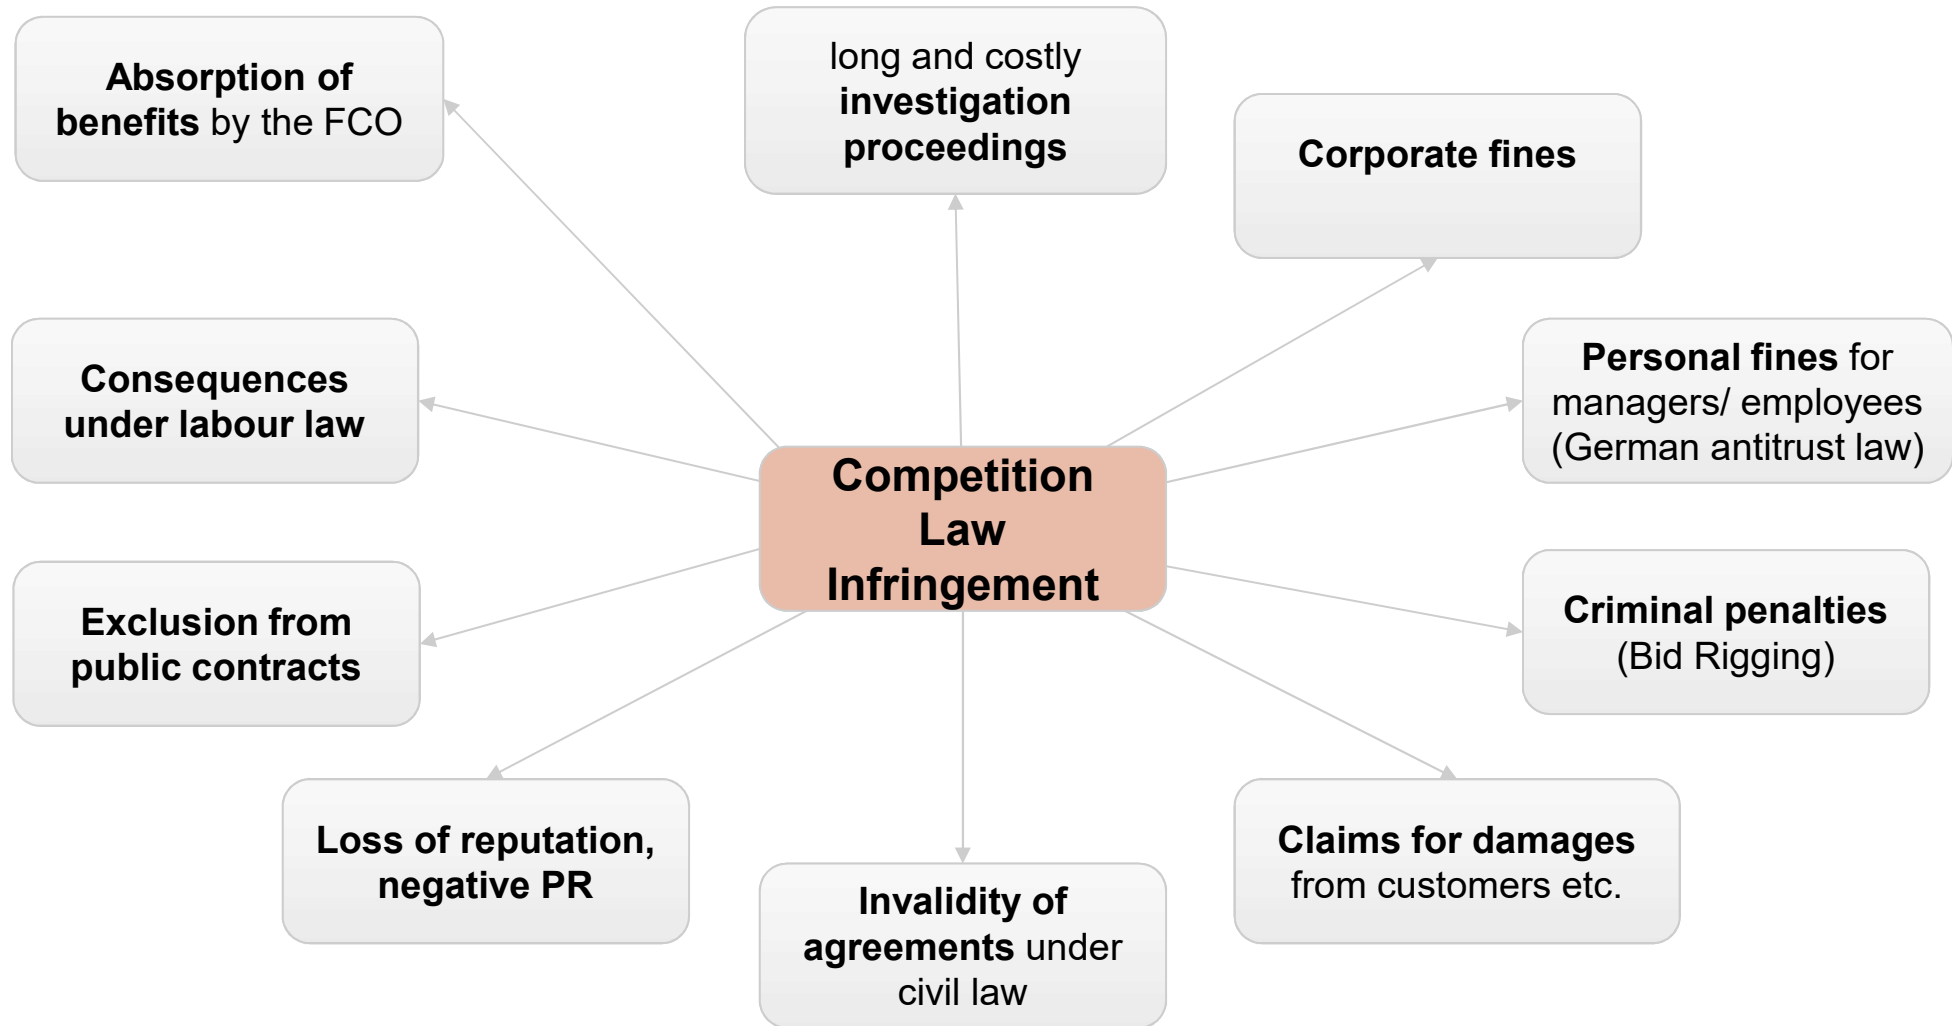 Absorption of
benefits by the FCO
long and costly
investigation
proceedings
Corporate fines
Consequences
under labour law
Personal fines for
managers/ employees
(German antitrust law)
Competition
Law
Infringement
Exclusion from
public contracts
Criminal penalties
(Bid Rigging)
Loss of reputation,
negative PR
Invalidity of
agreements under
civil law
Claims for damages
from customers etc.